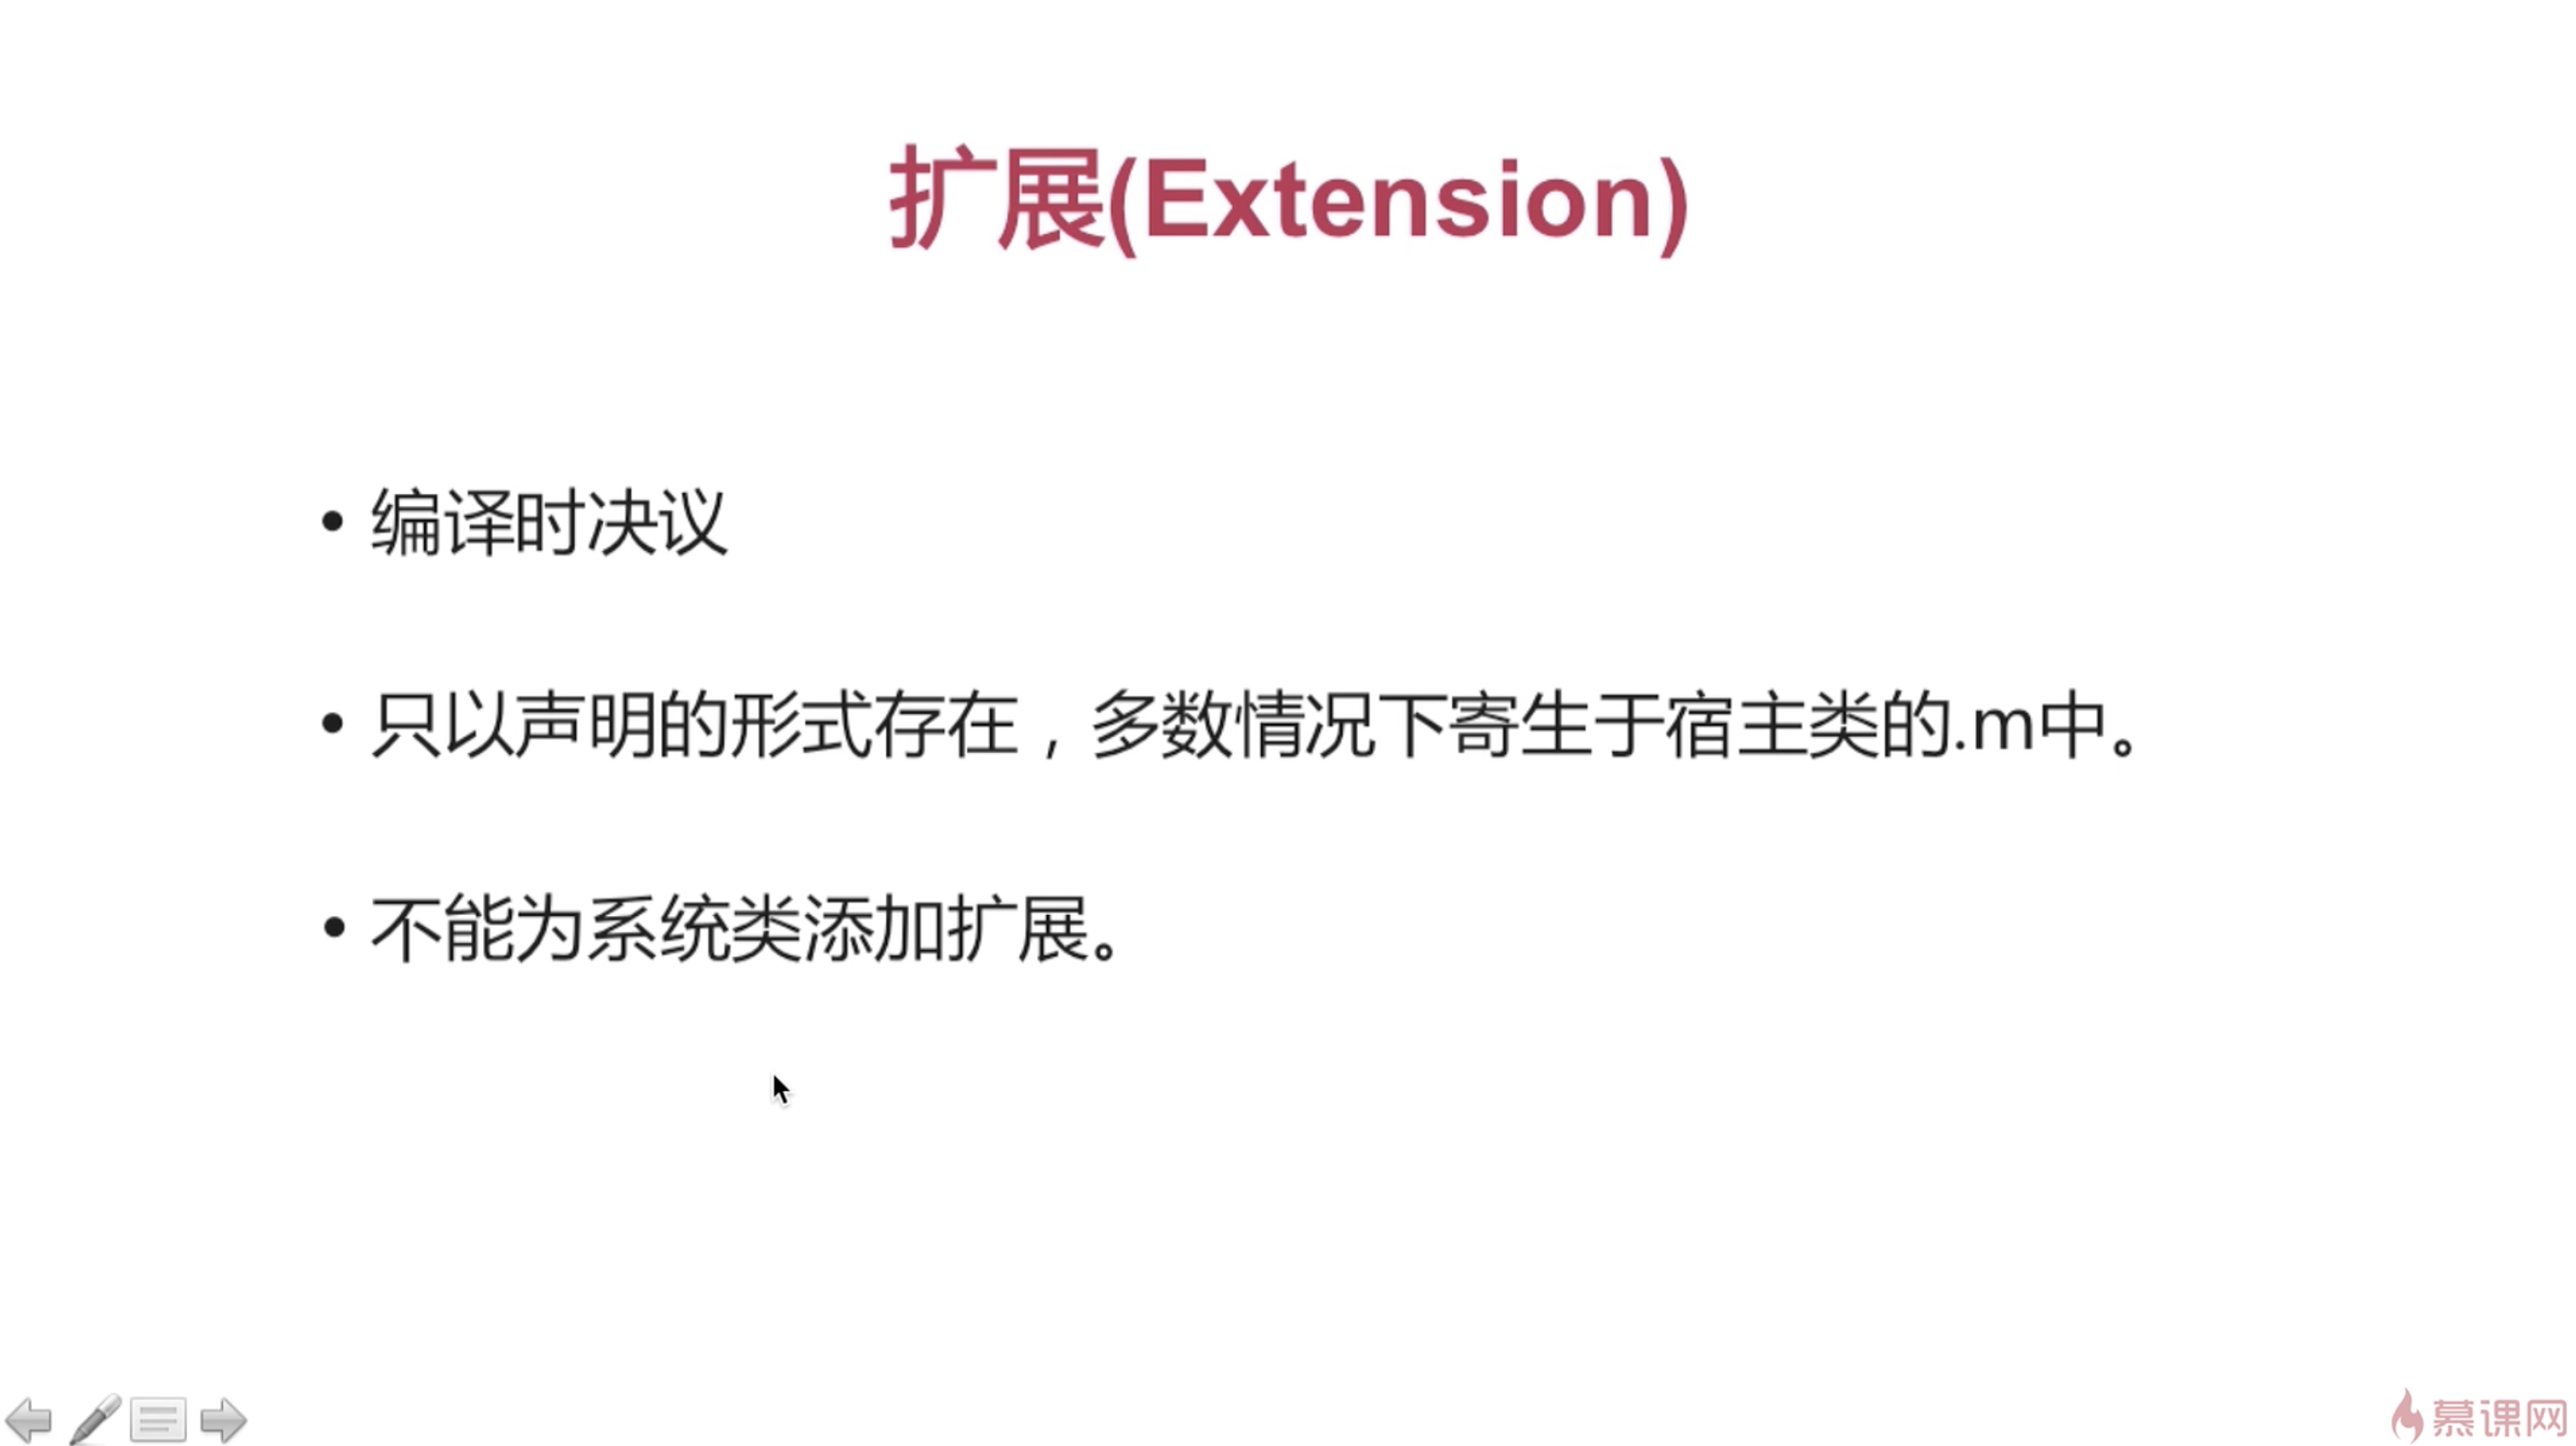 扩展(Extension)
• 编译时决议
• 只以声明的形式存在，多数情况下寄生于宿主类的.m中。
• 不能为系统类添加扩展。
慕课网